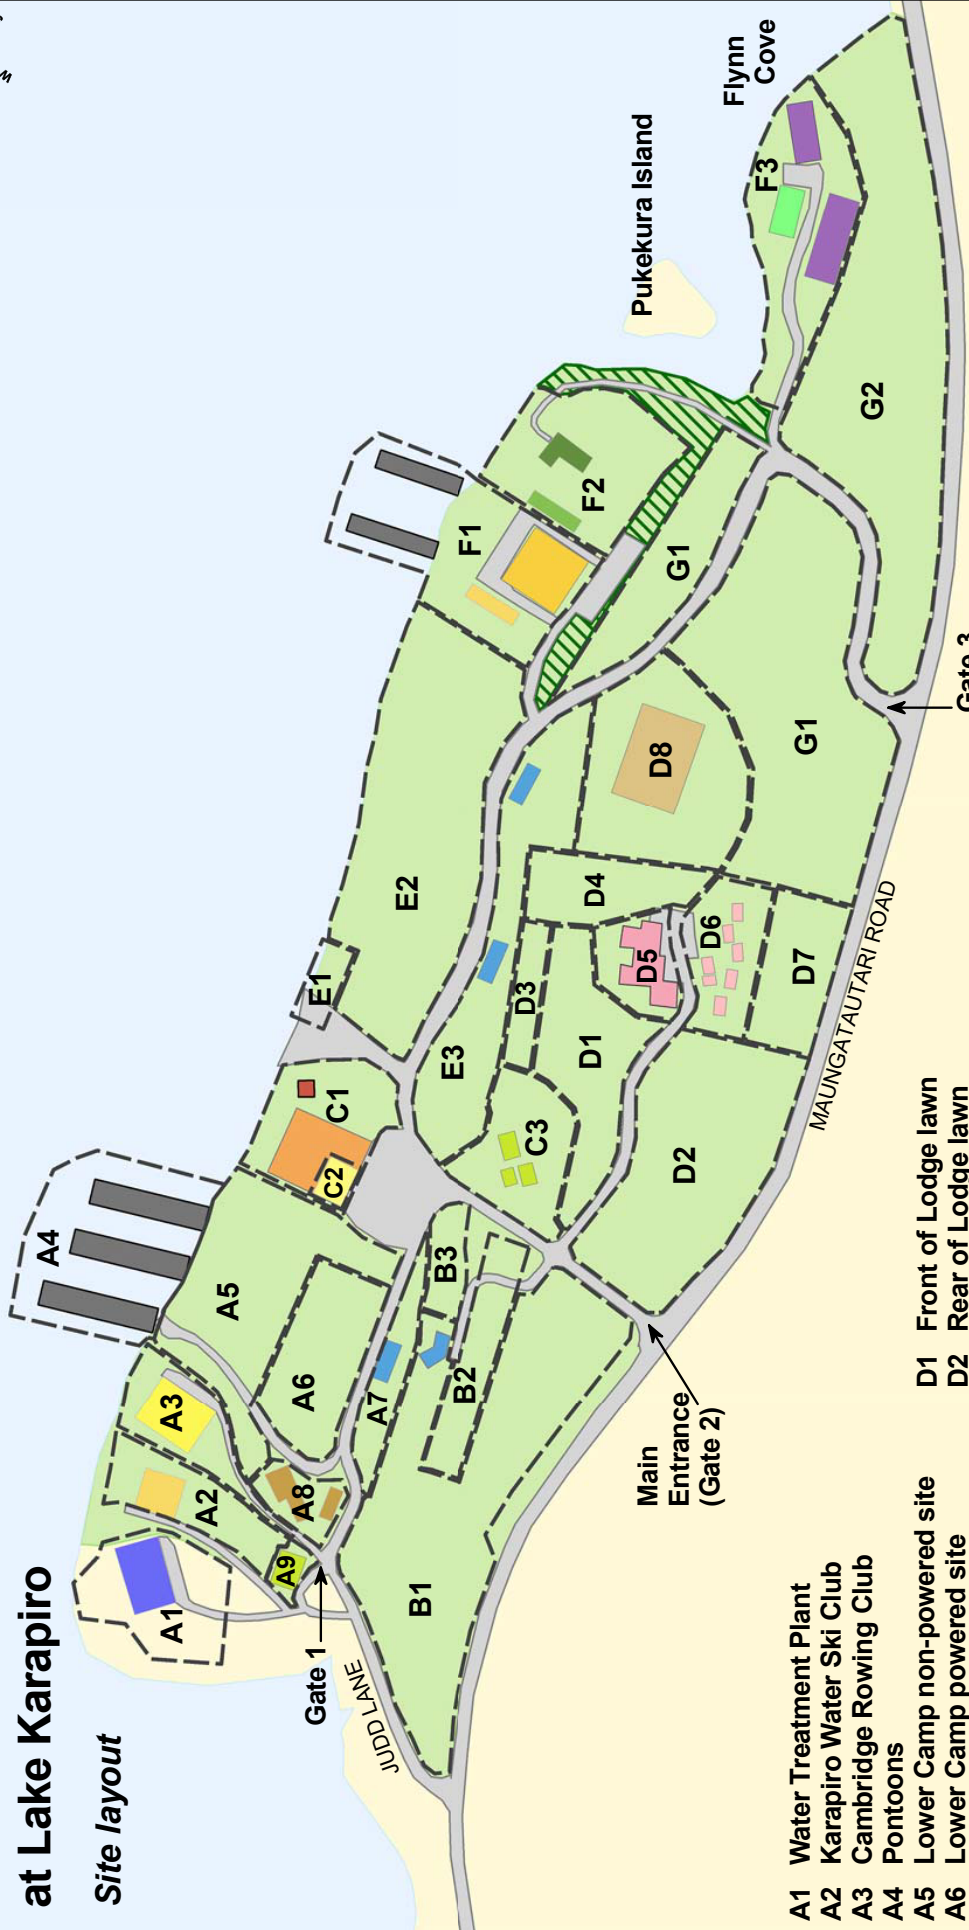 at Lake Karapiro
Site layout
A4
Flynn
Cove
Pukekura Island
A3
A5
C1
E1
F1
F3
A1
A2
A6
C2
E2
F2
A8
A9
A7
B3
E3
D3
D4
G1
G2
Gate 1
JUDD LANE
B1
B2
C3
D1
D5
D6
D8
G1
D2
D7
Main
Entrance
(Gate 2)
MAUNGATAUTARI ROAD
Gate 3
A1 Water Treatment Plant
A2 Karapiro Water Ski Club
A3 Cambridge Rowing Club
A4 Pontoons
A5 Lower Camp non-powered site
A6 Lower Camp powered site
D1 Front of Lodge lawn
D2 Rear of Lodge lawn